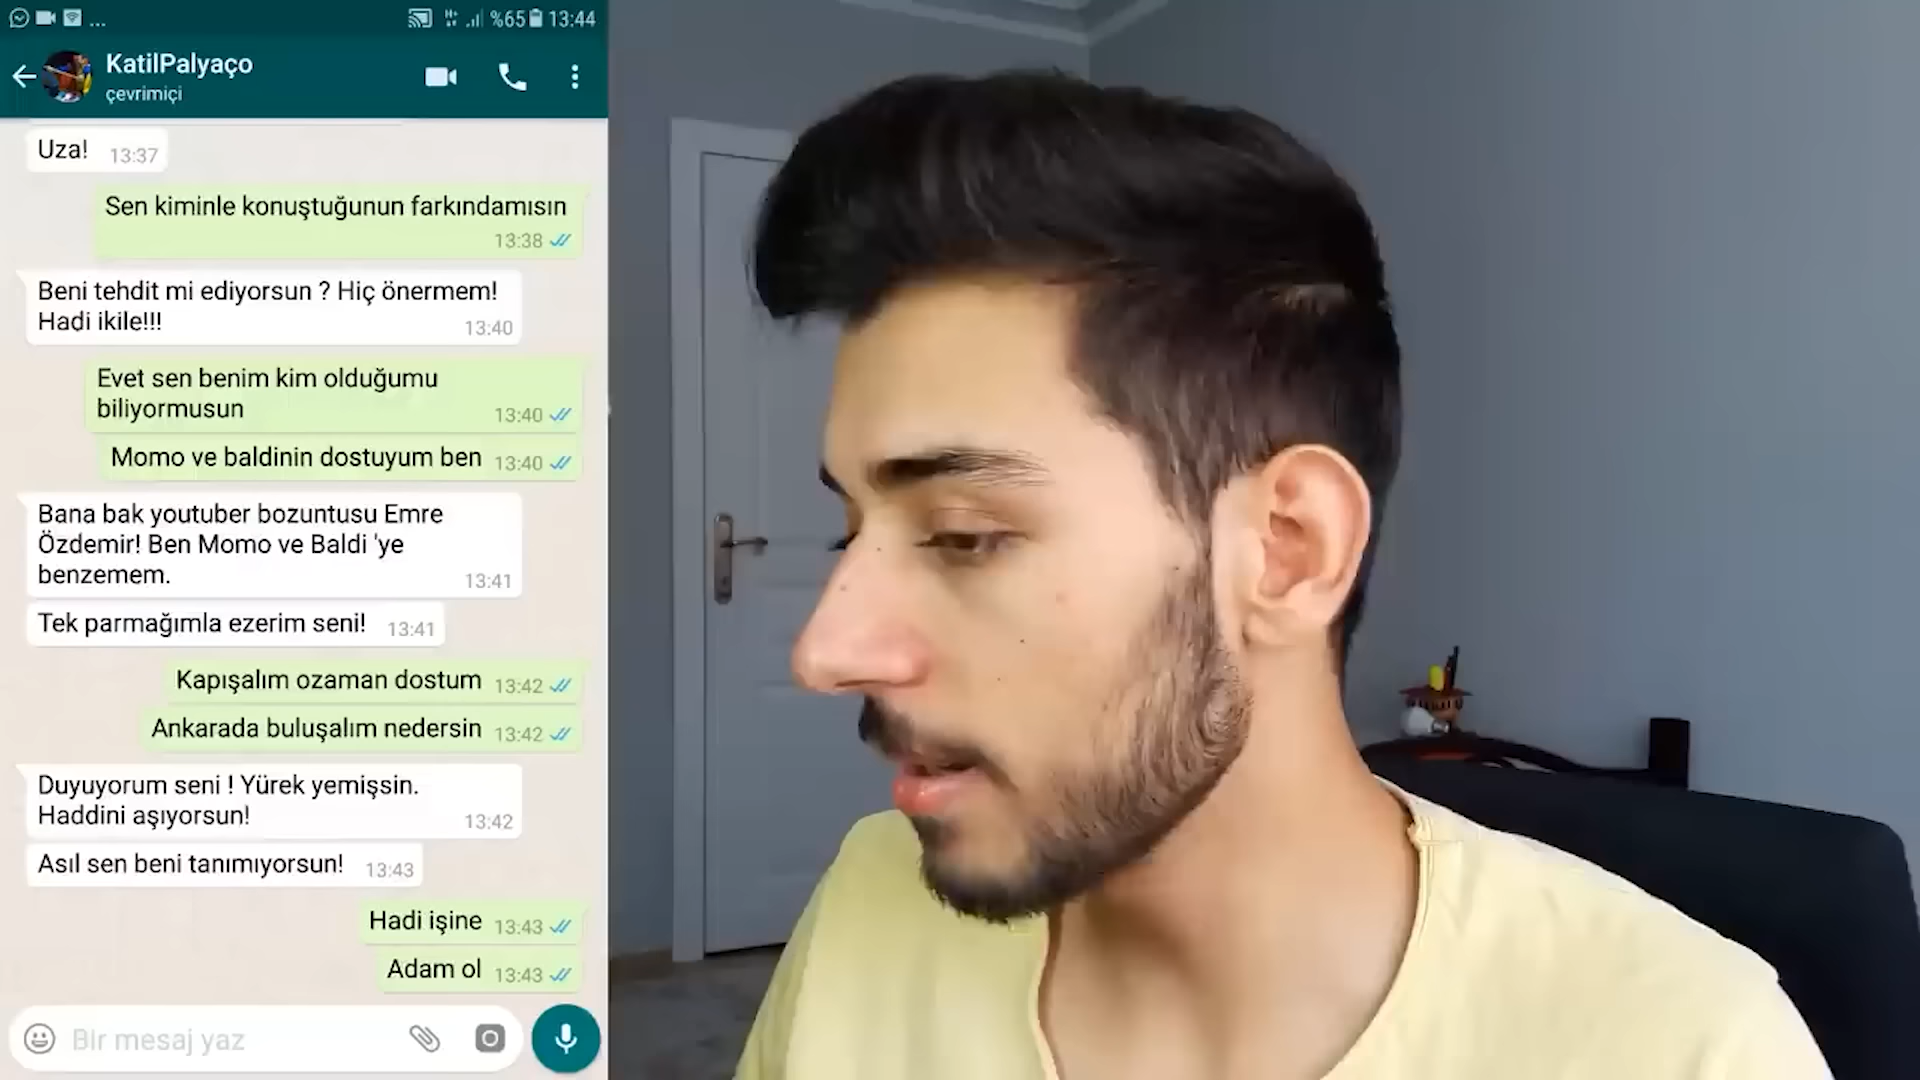 ... %65 13:44
KatilPalyaço
çevrimiçi
Uza! 13:37
Sen kiminle konuştuğunun farkındamısın
13:38
Beni tehdit mi ediyorsun ? Hiç önermem!
Hadi ikile!!! 13:40
Evet sen benim kim olduğumu
biliyormusun 13:40
Momo ve baldinin dostuyum ben 13:40
Bana bak youtuber bozuntusu Emre
Özdemir! Ben Momo ve Baldi 'ye
benzemem. 13:41
Tek parmağımla ezerim seni! 13:41
Kapışalım ozaman dostum 13:42
Ankarada buluşalım nedersin 13:42
Duyuyorum seni ! Yürek yemişsin.
Haddini aşıyorsun! 13:42
Asıl sen beni tanımıyorsun! 13:43
Hadi işine 13:43
Adam ol 13:43
Bir mesaj yaz